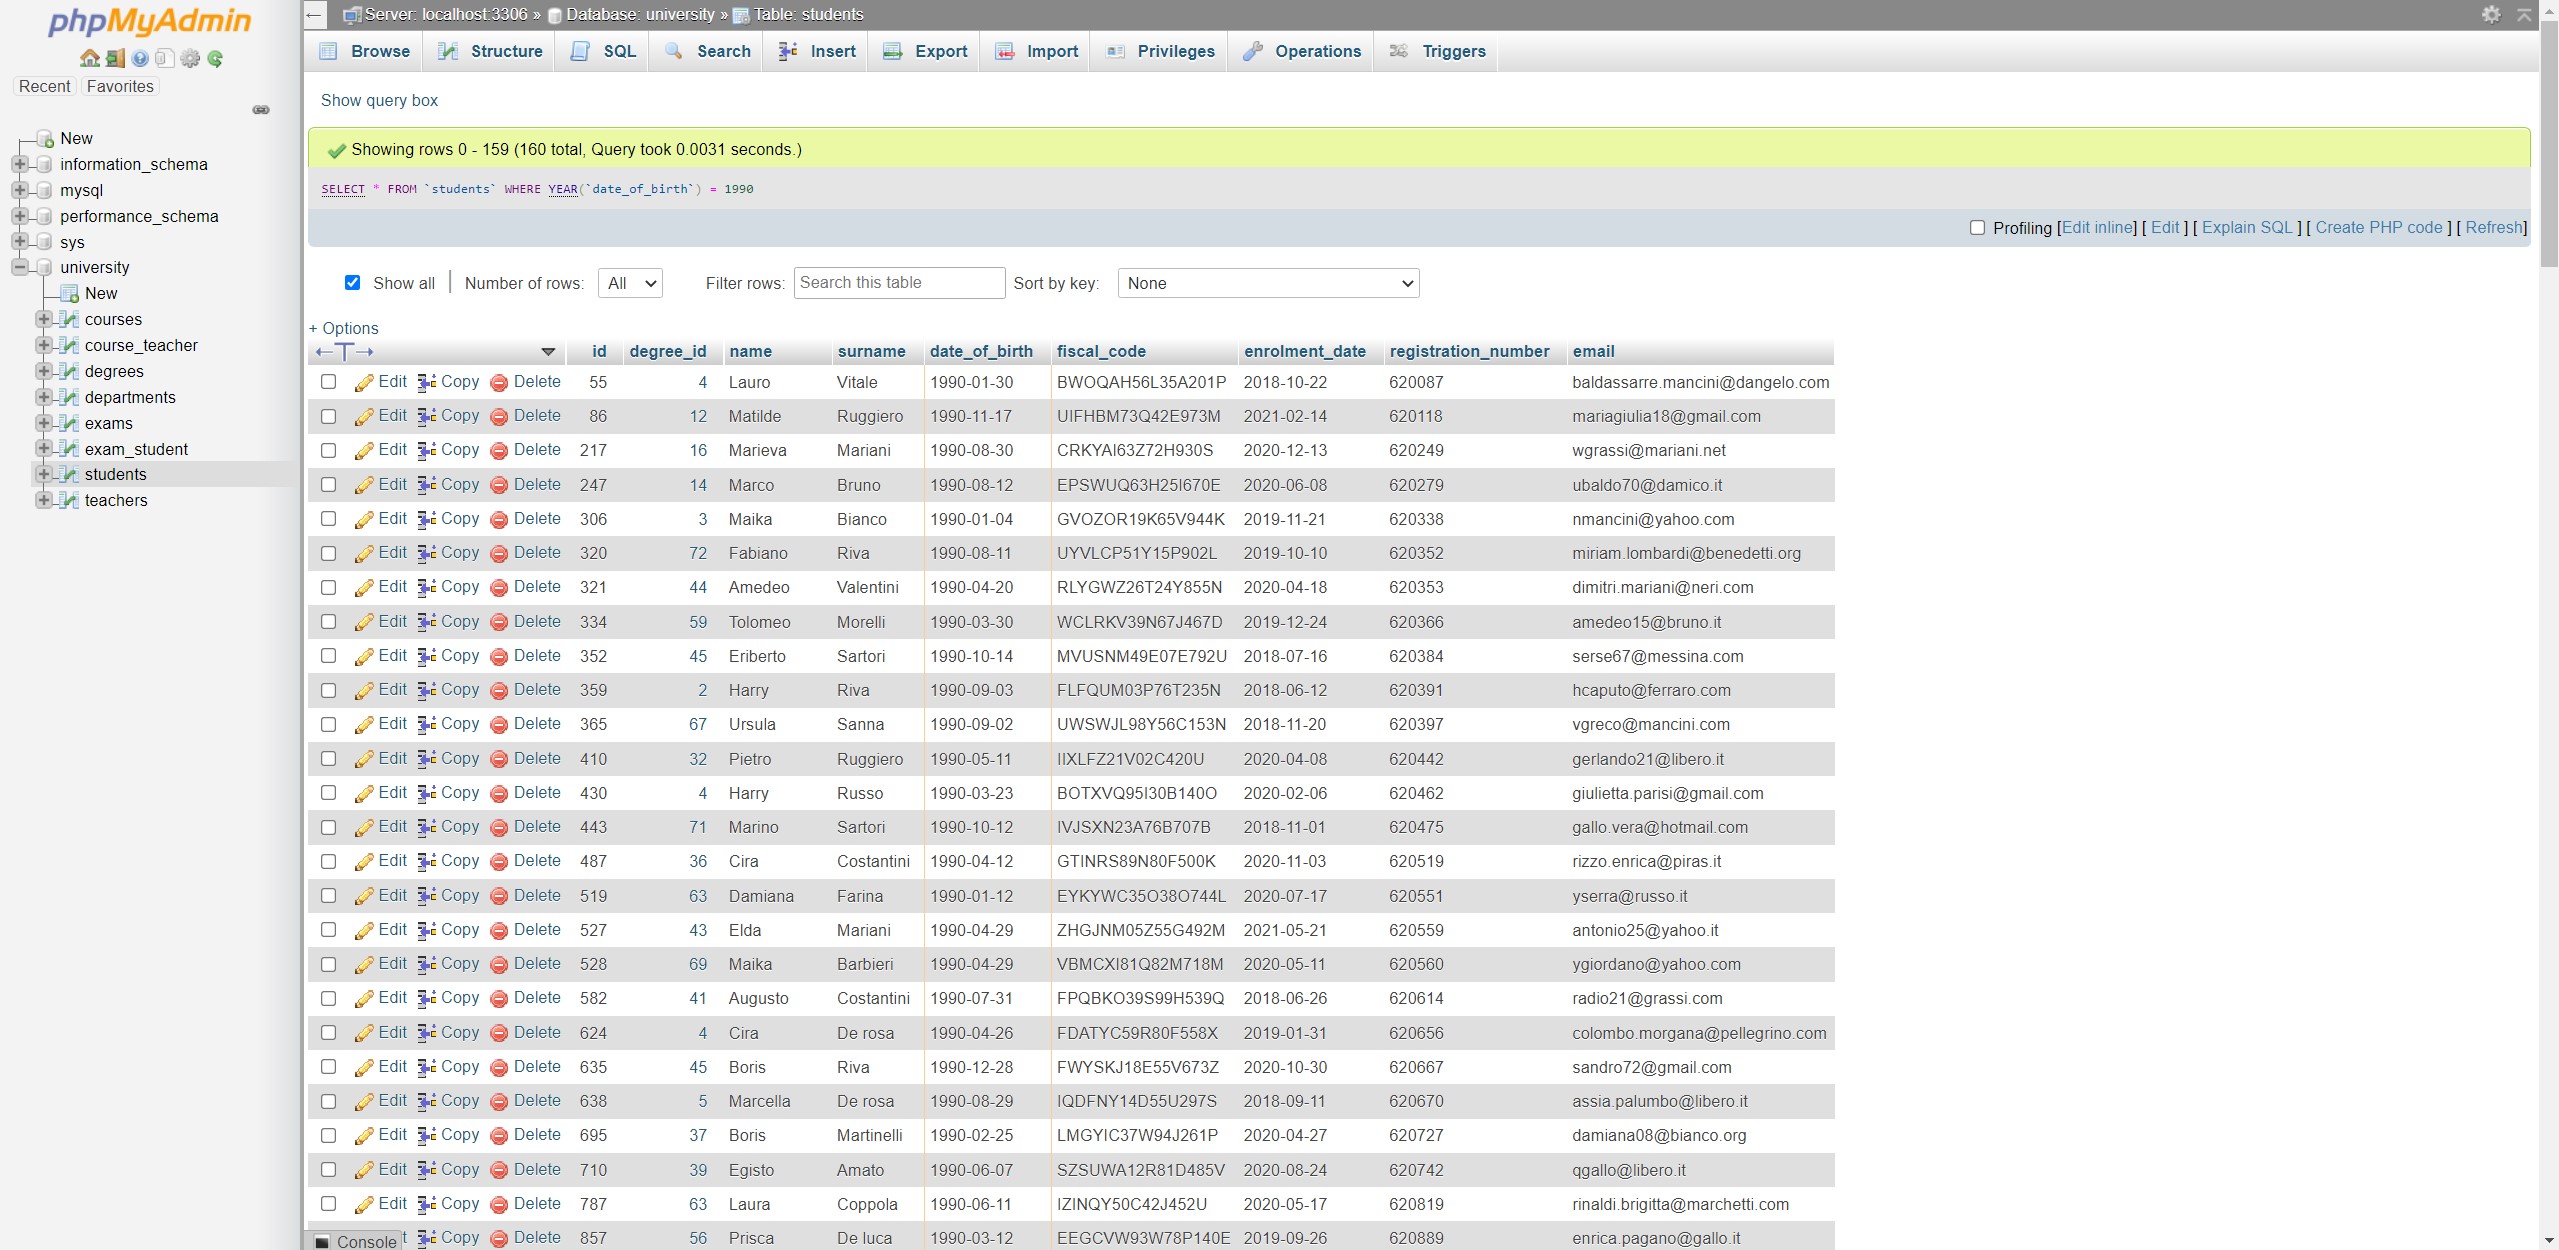 phpMyAdmin
Recent Favorites
New
information_schema
mysql
performance_schema
sys
university
New
courses
course_teacher
degrees
departments
exams
exam_student
students
teachers
Server: localhost:3306 » Database: university » Table: students
Browse Structure SQL Search Insert Export Import Privileges Operations Triggers
Show query box
Showing rows 0 - 159 (160 total, Query took 0.0031 seconds.)
SELECT * FROM `students` WHERE YEAR(`date_of_birth`) = 1990
Profiling [Edit inline] [ Edit ] [ Explain SQL ] [ Create PHP code ] [ Refresh]
Show all | Number of rows: All Filter rows: Search this table Sort by key: None
+ Options
←T→ id degree_id name surname date_of_birth fiscal_code enrolment_date registration_number email
Edit Copy Delete 55 4 Lauro Vitale 1990-01-30 BWOQAH56L35A201P 2018-10-22 620087 baldassarre.mancini@dangelo.com
Edit Copy Delete 86 12 Matilde Ruggiero 1990-11-17 UIFHBM73Q42E973M 2021-02-14 620118 mariagiulia18@gmail.com
Edit Copy Delete 217 16 Marieva Mariani 1990-08-30 CRKYAI63Z72H930S 2020-12-13 620249 wgrassi@mariani.net
Edit Copy Delete 247 14 Marco Bruno 1990-08-12 EPSWUQ63H25I670E 2020-06-08 620279 ubaldo70@damico.it
Edit Copy Delete 306 3 Maika Bianco 1990-01-04 GVOZOR19K65V944K 2019-11-21 620338 nmancini@yahoo.com
Edit Copy Delete 320 72 Fabiano Riva 1990-08-11 UYVLCP51Y15P902L 2019-10-10 620352 miriam.lombardi@benedetti.org
Edit Copy Delete 321 44 Amedeo Valentini 1990-04-20 RLYGWZ26T24Y855N 2020-04-18 620353 dimitri.mariani@neri.com
Edit Copy Delete 334 59 Tolomeo Morelli 1990-03-30 WCLRKV39N67J467D 2019-12-24 620366 amedeo15@bruno.it
Edit Copy Delete 352 45 Eriberto Sartori 1990-10-14 MVUSNM49E07E792U 2018-07-16 620384 serse67@messina.com
Edit Copy Delete 359 2 Harry Riva 1990-09-03 FLFQUM03P76T235N 2018-06-12 620391 hcaputo@ferraro.com
Edit Copy Delete 365 67 Ursula Sanna 1990-09-02 UWSWJL98Y56C153N 2018-11-20 620397 vgreco@mancini.com
Edit Copy Delete 410 32 Pietro Ruggiero 1990-05-11 IIXLFZ21V02C420U 2020-04-08 620442 gerlando21@libero.it
Edit Copy Delete 430 4 Harry Russo 1990-03-23 BOTXVQ95I30B140O 2020-02-06 620462 giulietta.parisi@gmail.com
Edit Copy Delete 443 71 Marino Sartori 1990-10-12 IVJSXN23A76B707B 2018-11-01 620475 gallo.vera@hotmail.com
Edit Copy Delete 487 36 Cira Costantini 1990-04-12 GTINRS89N80F500K 2020-11-03 620519 rizzo.enrica@piras.it
Edit Copy Delete 519 63 Damiana Farina 1990-01-12 EYKYWC35O38O744L 2020-07-17 620551 yserra@russo.it
Edit Copy Delete 527 43 Elda Mariani 1990-04-29 ZHGJNM05Z55G492M 2021-05-21 620559 antonio25@yahoo.it
Edit Copy Delete 528 69 Maika Barbieri 1990-04-29 VBMCXI81Q82M718M 2020-05-11 620560 ygiordano@yahoo.com
Edit Copy Delete 582 41 Augusto Costantini 1990-07-31 FPQBKO39S99H539Q 2018-06-26 620614 radio21@grassi.com
Edit Copy Delete 624 4 Cira De rosa 1990-04-26 FDATYC59R80F558X 2019-01-31 620656 colombo.morgana@pellegrino.com
Edit Copy Delete 635 45 Boris Riva 1990-12-28 FWYSKJ18E55V673Z 2020-10-30 620667 sandro72@gmail.com
Edit Copy Delete 638 5 Marcella De rosa 1990-08-29 IQDFNY14D55U297S 2018-09-11 620670 assia.palumbo@libero.it
Edit Copy Delete 695 37 Boris Martinelli 1990-02-25 LMGYIC37W94J261P 2020-04-27 620727 damiana08@bianco.org
Edit Copy Delete 710 39 Egisto Amato 1990-06-07 SZSUWA12R81D485V 2020-08-24 620742 qgallo@libero.it
Edit Copy Delete 787 63 Laura Coppola 1990-06-11 IZINQY50C42J452U 2020-05-17 620819 rinaldi.brigitta@marchetti.com
Console t Copy Delete 857 56 Prisca De luca 1990-03-12 EEGCVW93W78P140E 2019-09-26 620889 enrica.pagano@gallo.it